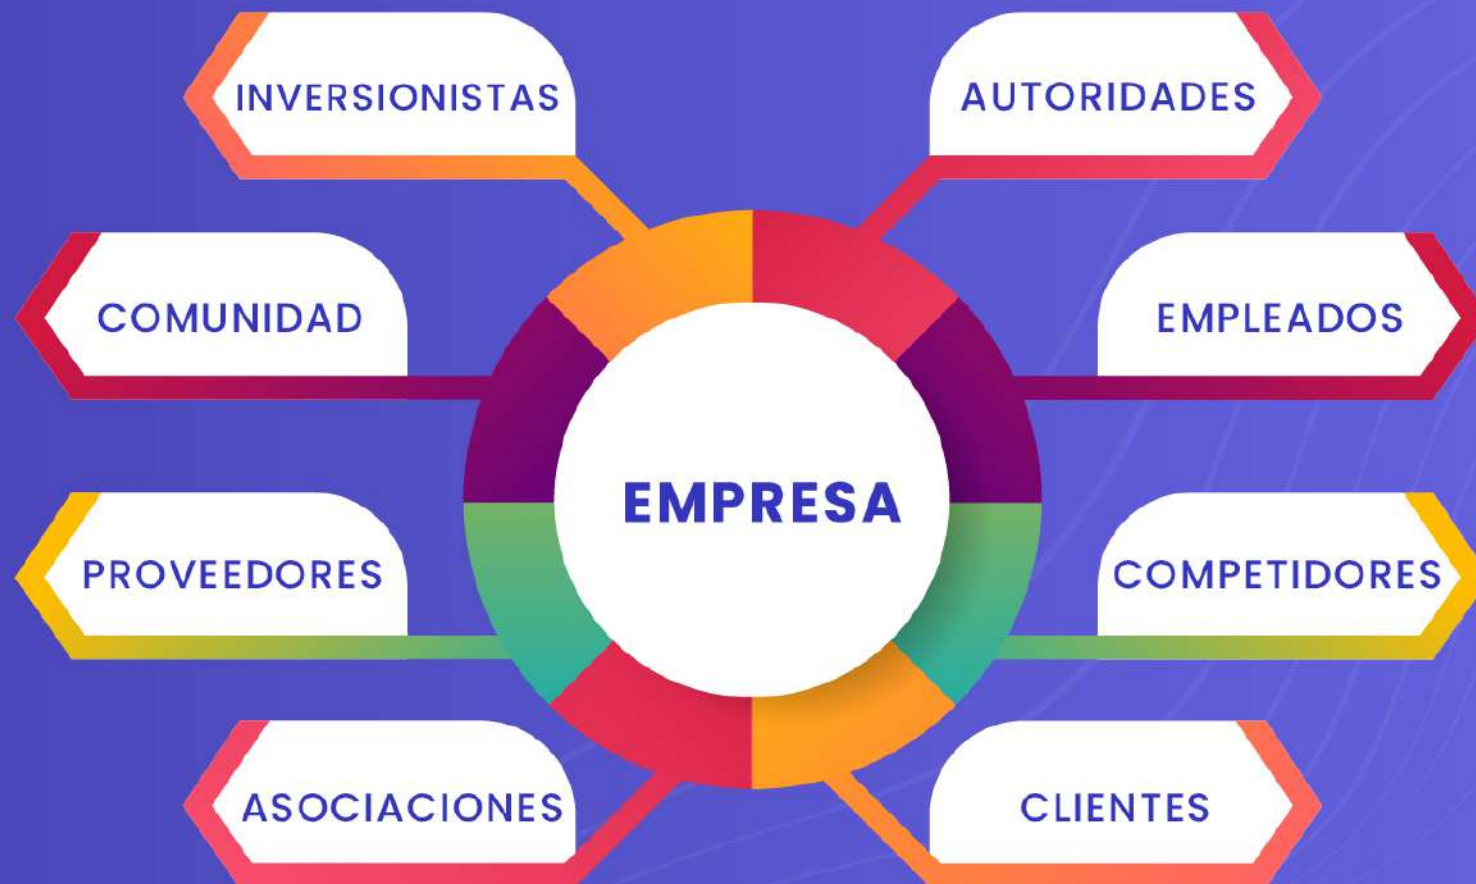 INVERSIONISTAS
AUTORIDADES
COMUNIDAD
EMPLEADOS
EMPRESA
PROVEEDORES
COMPETIDORES
ASOCIACIONES
CLIENTES